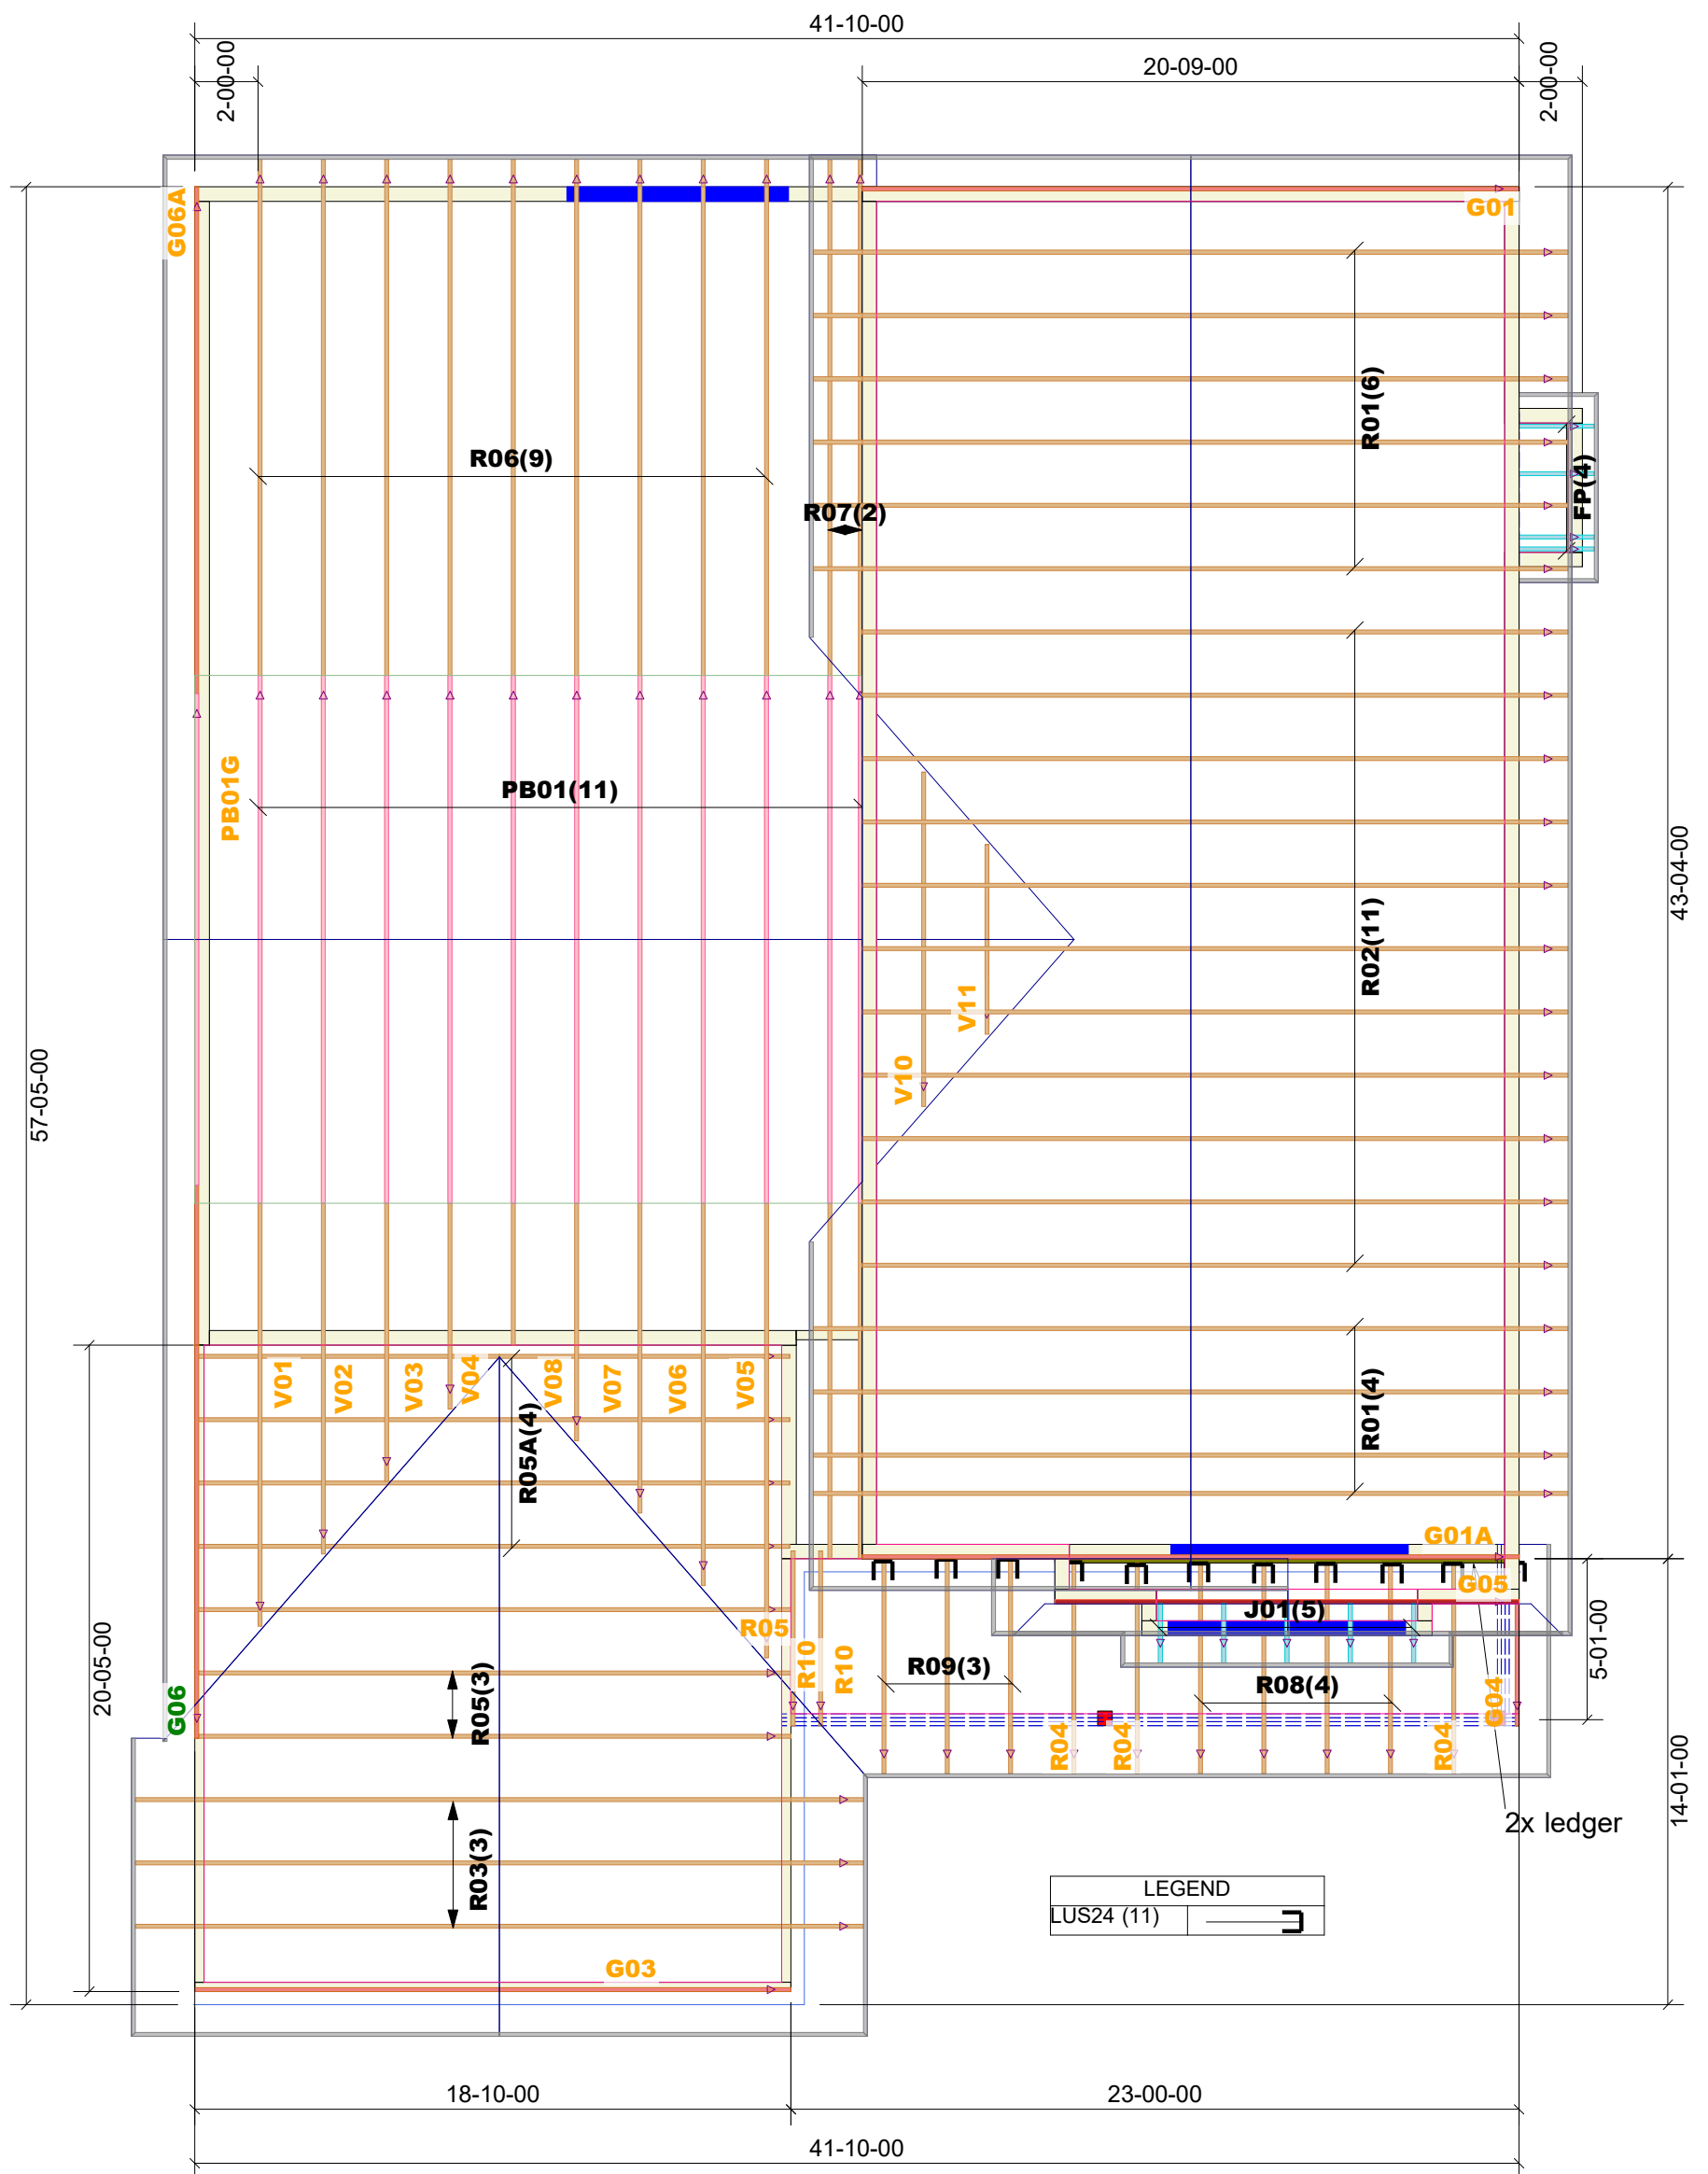 41-10-00
2-00-00
20-09-00
2-00-00
G06A
G01
R01(6)
R06(9)
FP(4)
R07(2)
PB01G
PB01(11)
43-04-00
R02(11)
V11
V10
57-05-00
V01
V02
V03
V04
V08
V07
V06
V05
R05A(4)
R01(4)
G01A
G05
J01(5)
R05
R10
R10
R09(3)
R08(4)
5-01-00
20-05-00
G06
R05(3)
G04
R04
R04
R04
14-01-00
2x ledger
R03(3)
LEGEND
LUS24 (11)
G03
18-10-00
23-00-00
41-10-00